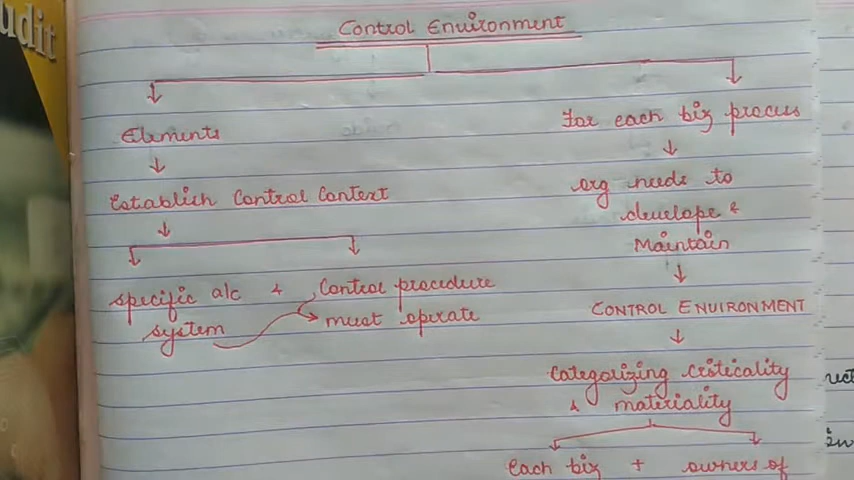 udit
Control Environment
Elements
For each biz process
Establish Control Context
org needs to
develope &
Maintain
specific a/c & Control procedure
system must operate
CONTROL ENVIRONMENT
Categorizing criticality
& materiality
Each biz + owners of